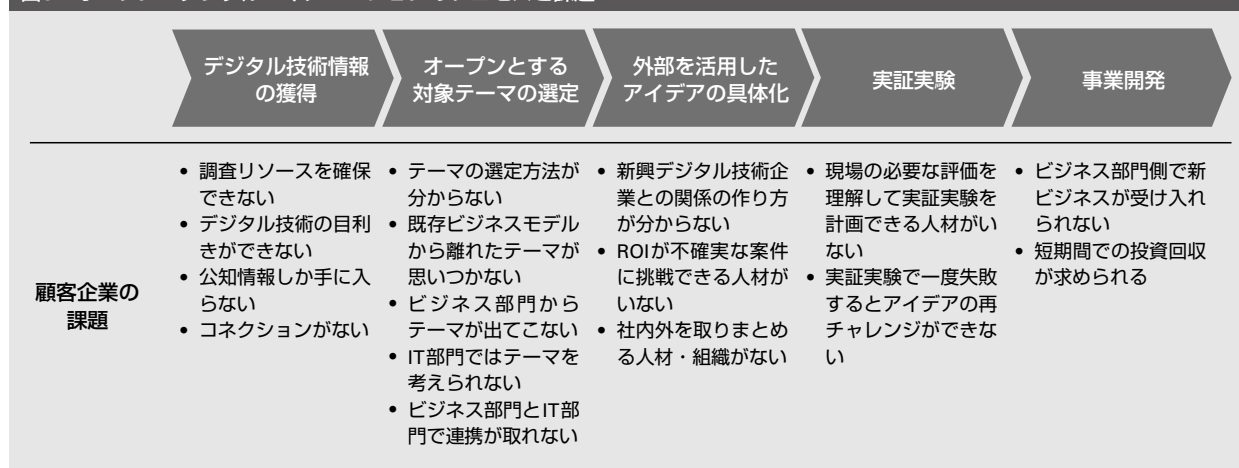 デジタル技術情報
の獲得
オープンとする
対象テーマの選定
外部を活用した
アイデアの具体化
実証実験
事業開発
顧客企業の
課題
• 調査リソースを確保
できない
• デジタル技術の目利
きができない
• 公知情報しか手に入
らない
• コネクションがない
• テーマの選定方法が
分からない
• 既存ビジネスモデル
から離れたテーマが
思いつかない
• ビジネス部門から
テーマが出てこない
• IT部門ではテーマを
考えられない
• ビジネス部門とIT部
門で連携が取れない
• 新興デジタル技術企
業との関係の作り方
が分からない
• ROIが不確実な案件
に挑戦できる人材が
いない
• 社内外を取りまとめ
る人材・組織がない
• 現場の必要な評価を
理解して実証実験を
計画できる人材がい
ない
• 実証実験で一度失敗
するとアイデアの再
チャレンジができな
い
• ビジネス部門側で新
ビジネスが受け入れ
られない
• 短期間での投資回収
が求められる